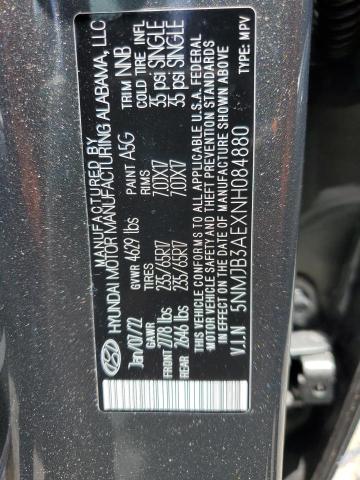 MANUFACTURED BY
HYUNDAI MOTOR MANUFACTURING ALABAMA, LLC
Jan/07/22 GVWR 4629 lbs PAINT A5G TRIM NNB
GAWR TIRES RIMS COLD TIRE INFL
FRONT 2778 lbs 235/65R17 7.0JX17 35 psi SINGLE
REAR 2646 lbs 235/65R17 7.0JX17 35 psi SINGLE
THIS VEHICLE CONFORMS TO ALL APPLICABLE U.S.A. FEDERAL
MOTOR VEHICLE SAFETY, BUMPER, AND THEFT PREVENTION
STANDARDS IN EFFECT ON THE DATE OF MANUFACTURE SHOWN ABOVE.
V.I.N 5NMJB3AEXNH084880 TYPE: MPV